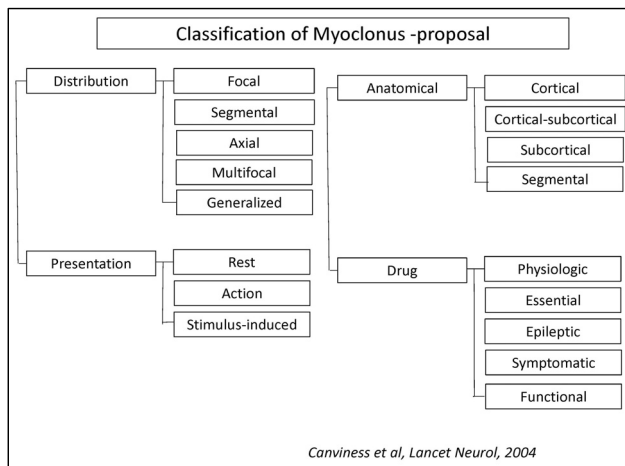 Classification of Myoclonus -proposal
Distribution
Focal
Segmental
Axial
Multifocal
Generalized
Presentation
Rest
Action
Stimulus-induced
Anatomical
Cortical
Cortical-subcortical
Subcortical
Segmental
Drug
Physiologic
Essential
Epileptic
Symptomatic
Functional
Canviness et al, Lancet Neurol, 2004